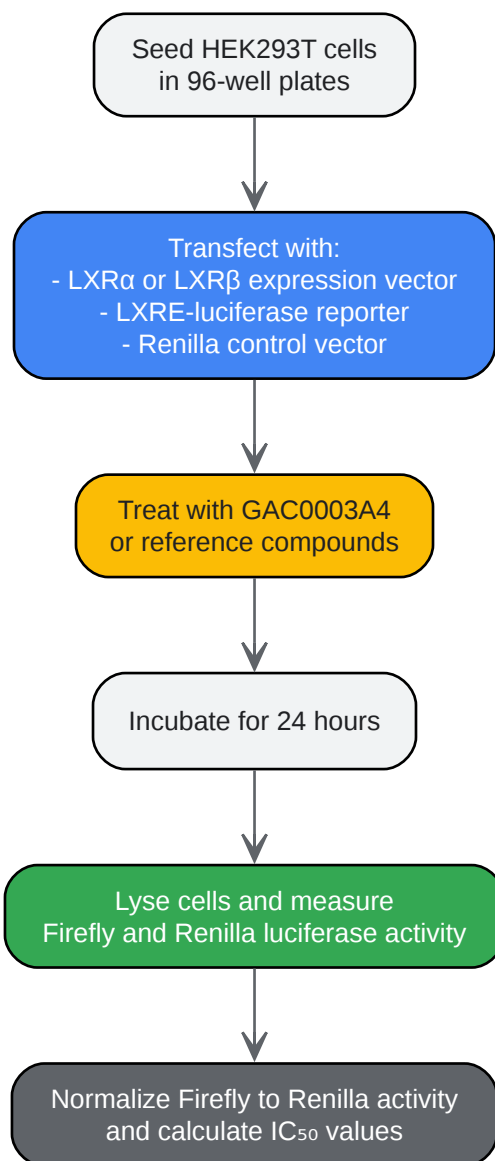 Seed HEK293T cells
in 96-well plates
Transfect with:
- LXRα or LXRβ expression vector
- LXRE-luciferase reporter
- Renilla control vector
Treat with GAC0003A4
or reference compounds
Incubate for 24 hours
Lyse cells and measure
Firefly and Renilla luciferase activity
Normalize Firefly to Renilla activity
and calculate IC₅₀ values